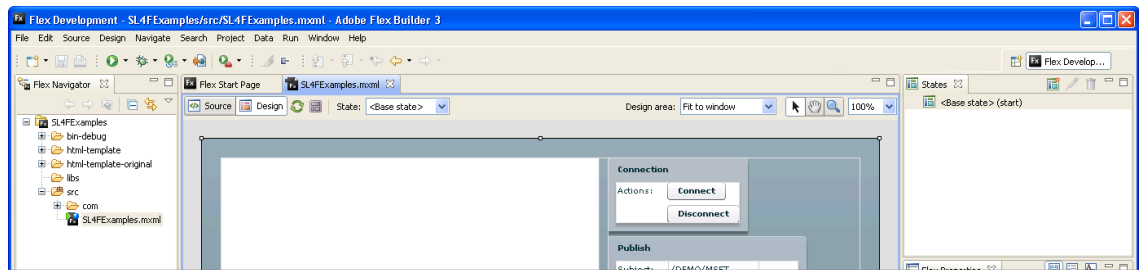 Flex Development - SL4FExamples/src/SL4FExamples.mxml - Adobe Flex Builder 3
File Edit Source Design Navigate Search Project Data Run Window Help
Flex Develop...
Flex Navigator
Flex Start Page
SL4FExamples.mxml
States
Source Design State: <Base state> Design area: Fit to window 100%
<Base state> (start)
SL4FExamples
bin-debug
html-template
html-template-original
libs
src
com
SL4FExamples.mxml
Connection
Actions: Connect
Disconnect
Publish
Subject: /DEMO/MSFT
Flex Properties